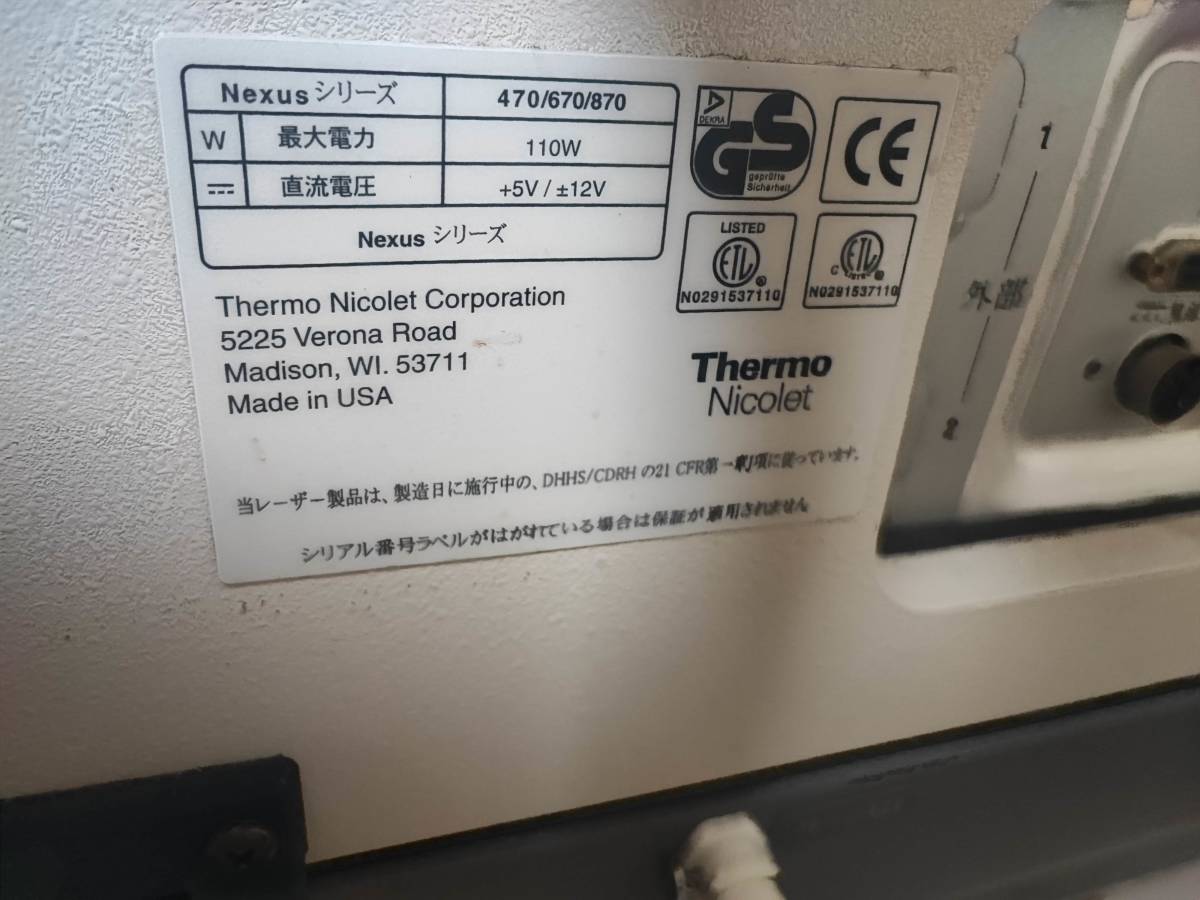 Nexus シリーズ 470/670/870
W 最大電力 110W
直流電圧 +5V / ±12V
Nexus シリーズ
DEKRA
GS
geprüfte
Sicherheit
CE
LISTED
ETL
N0291537110
C ETL
N0291537110
Thermo Nicolet Corporation
5225 Verona Road
Madison, WI. 53711
Made in USA
Thermo
Nicolet
当レーザー製品は、製造日に施行中の、DHHS/CDRH の21 CFR第一 項に従っています。
シリアル番号ラベルがはがれている場合は保証が適用されません
1
外部
2